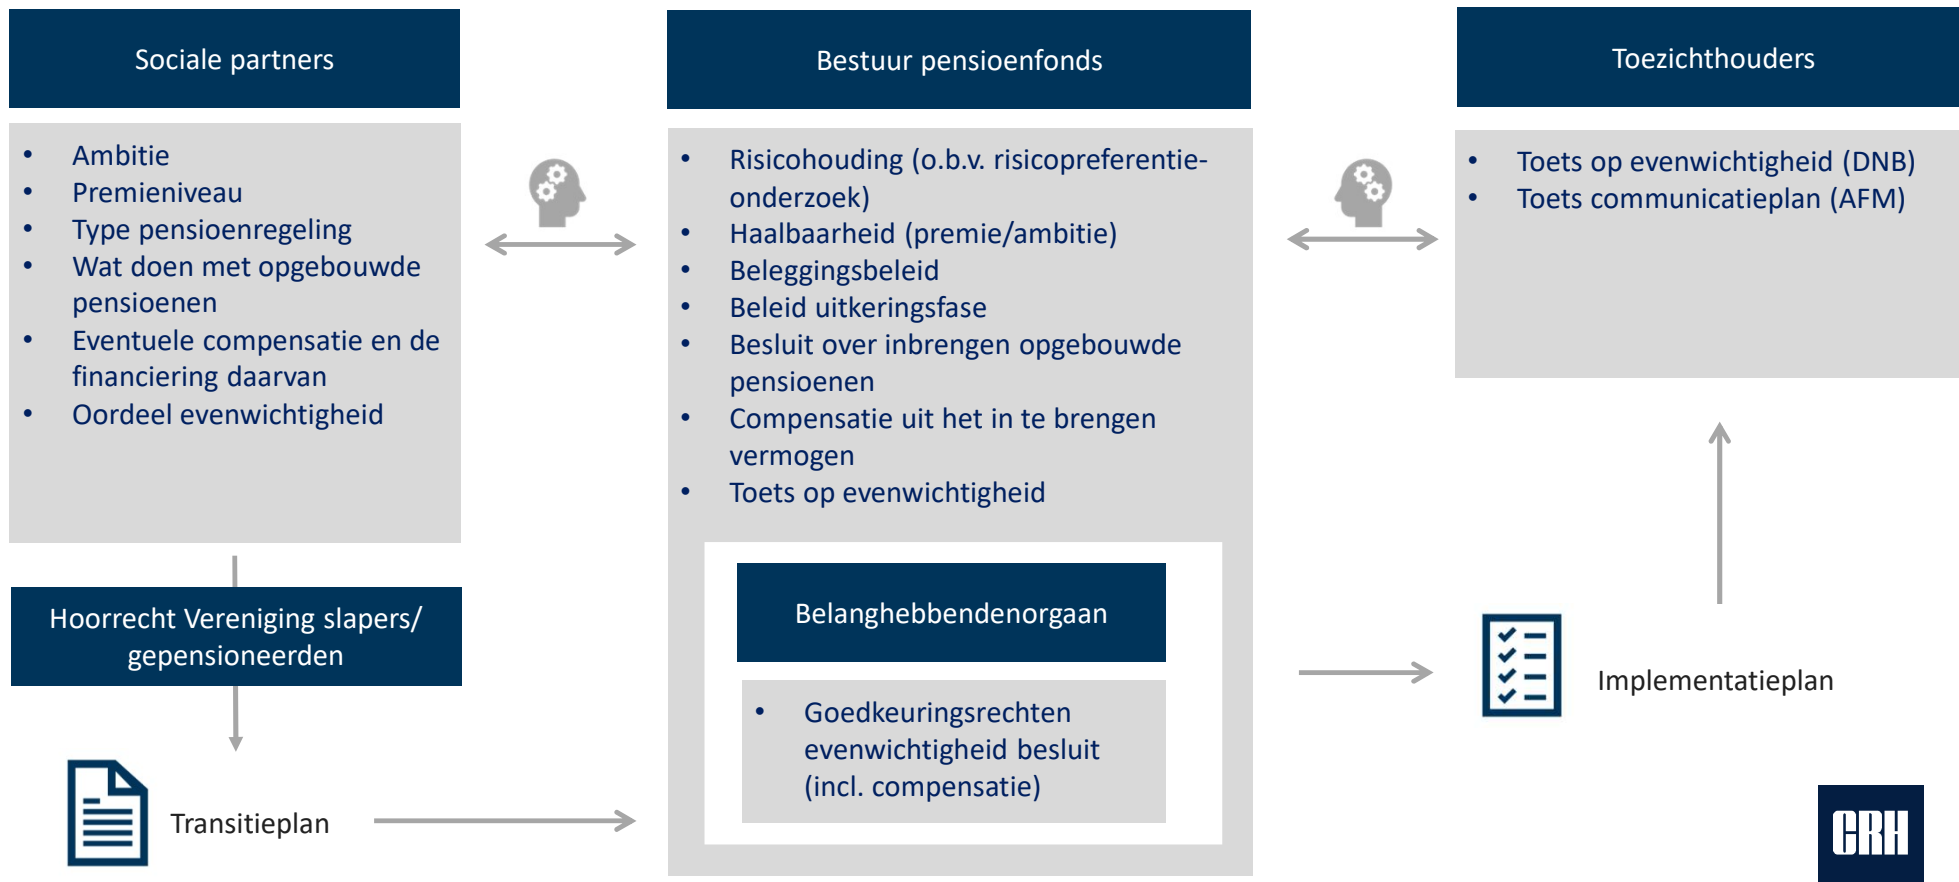 Sociale partners
• Ambitie
• Premieniveau
• Type pensioenregeling
• Wat doen met opgebouwde
pensioenen
• Eventuele compensatie en de
financiering daarvan
• Oordeel evenwichtigheid
Hoorrecht Vereniging slapers/
gepensioneerden
Transitieplan
Bestuur pensioenfonds
• Risicohouding (o.b.v. risicopreferentie-
onderzoek)
• Haalbaarheid (premie/ambitie)
• Beleggingsbeleid
• Beleid uitkeringsfase
• Besluit over inbrengen opgebouwde
pensioenen
• Compensatie uit het in te brengen
vermogen
• Toets op evenwichtigheid
Belanghebbendenorgaan
• Goedkeuringsrechten
evenwichtigheid besluit
(incl. compensatie)
Toezichthouders
• Toets op evenwichtigheid (DNB)
• Toets communicatieplan (AFM)
Implementatieplan
CRH